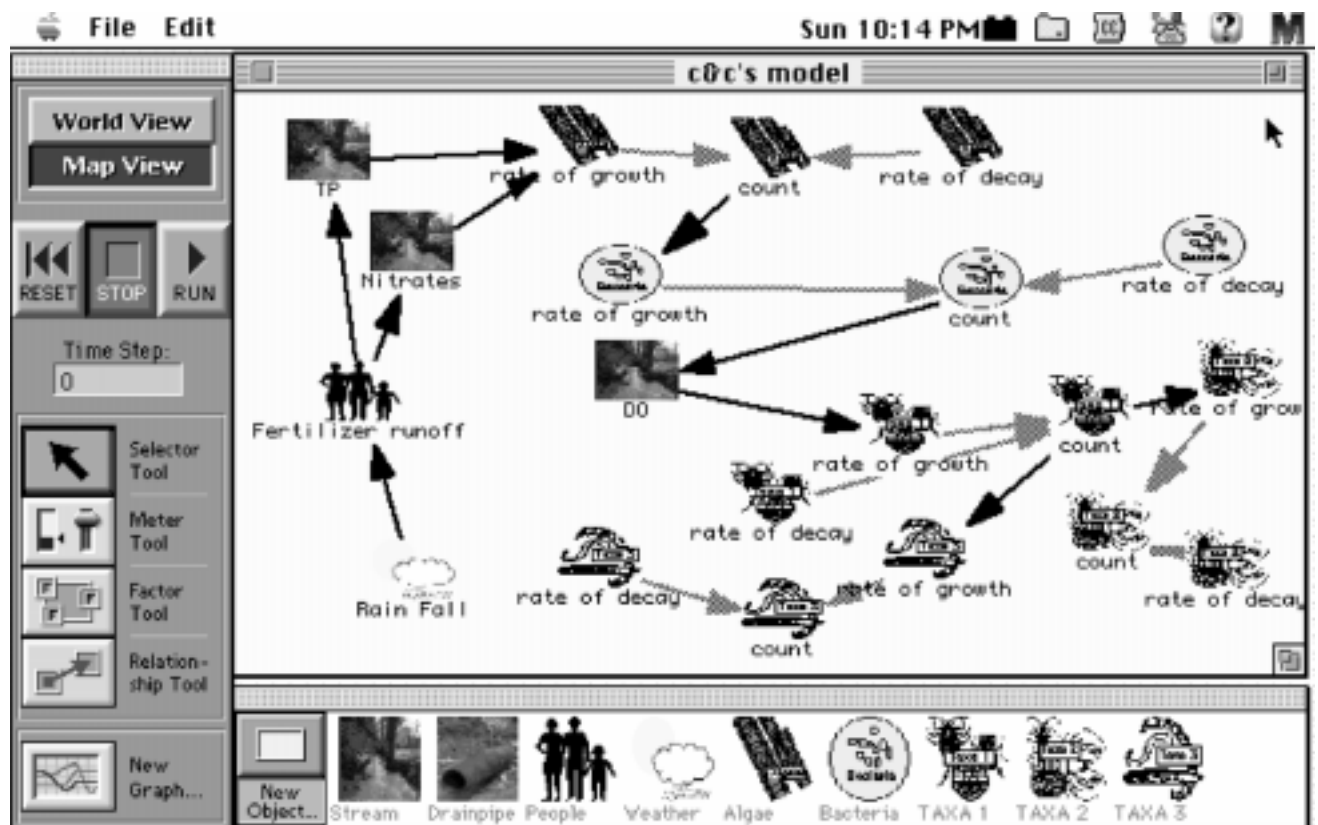 File Edit
Sun 10:14 PM
c&c's model
World View
Map View
RESET
STOP
RUN
Time Step:
0
Selector
Tool
Meter
Tool
Factor
Tool
Relation-
ship Tool
New
Graph...
TP
rate of growth
count
rate of decay
Nitrates
rate of growth
count
rate of decay
Fertilizer runoff
DO
rate of growth
count
rate of grow
rate of decay
count
rate of decay
Rain Fall
rate of decay
rate of growth
count
New
Object...
Stream
Drainpipe
People
Weather
Algae
Bacteria
TAXA 1
TAXA 2
TAXA 3